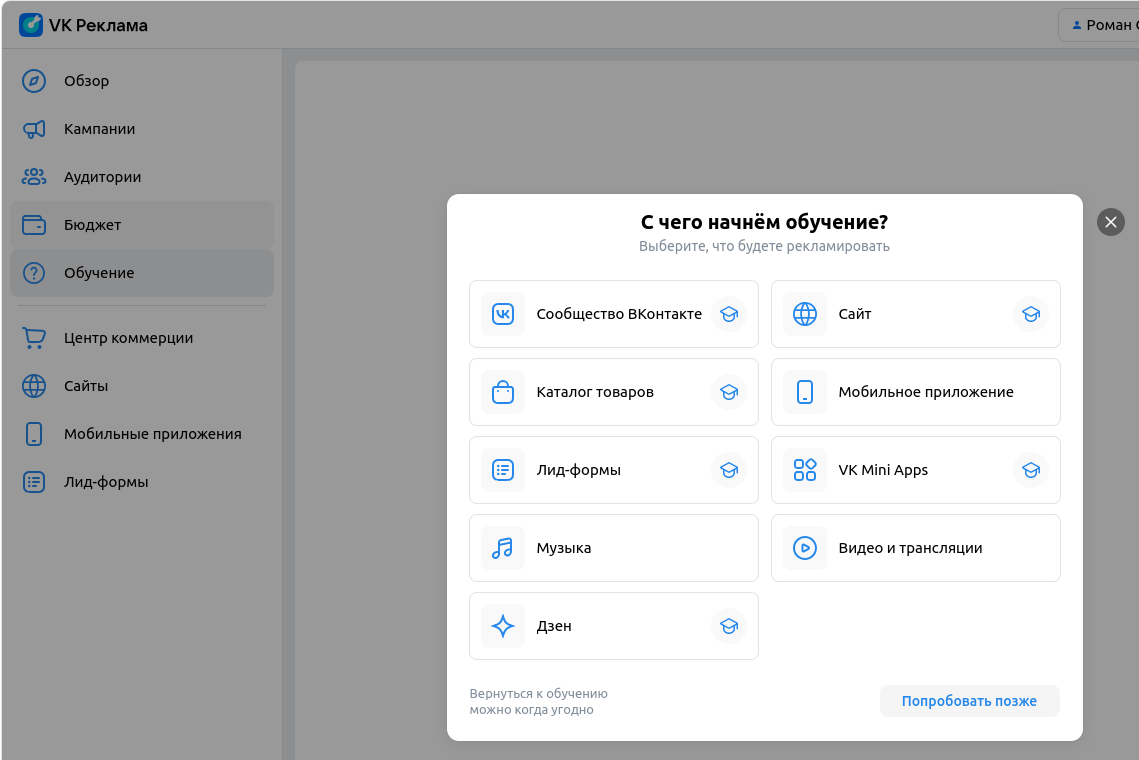 VK Реклама
Роман
Обзор
Кампании
Аудитории
Бюджет
Обучение
Центр коммерции
Сайты
Мобильные приложения
Лид-формы
С чего начнём обучение?
Выберите, что будете рекламировать
Сообщество ВКонтакте
Сайт
Каталог товаров
Мобильное приложение
Лид-формы
VK Mini Apps
Музыка
Видео и трансляции
Дзен
Вернуться к обучению
можно когда угодно
Попробовать позже